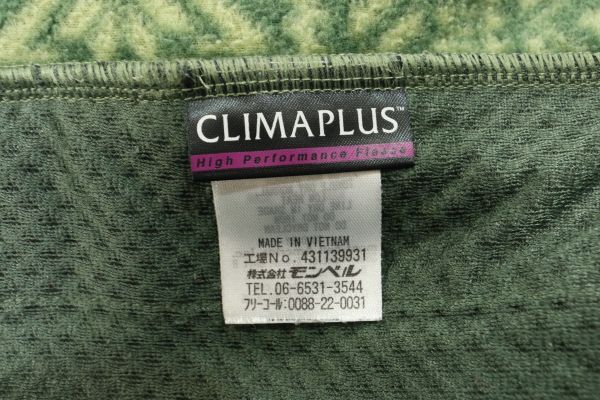 CLIMAPLUS™
High Performance Fleece
MADE IN VIETNAM
工場No. 431139931
株式会社 モンベル
TEL. 06-6531-3544
フリーコール: 0088-22-0031